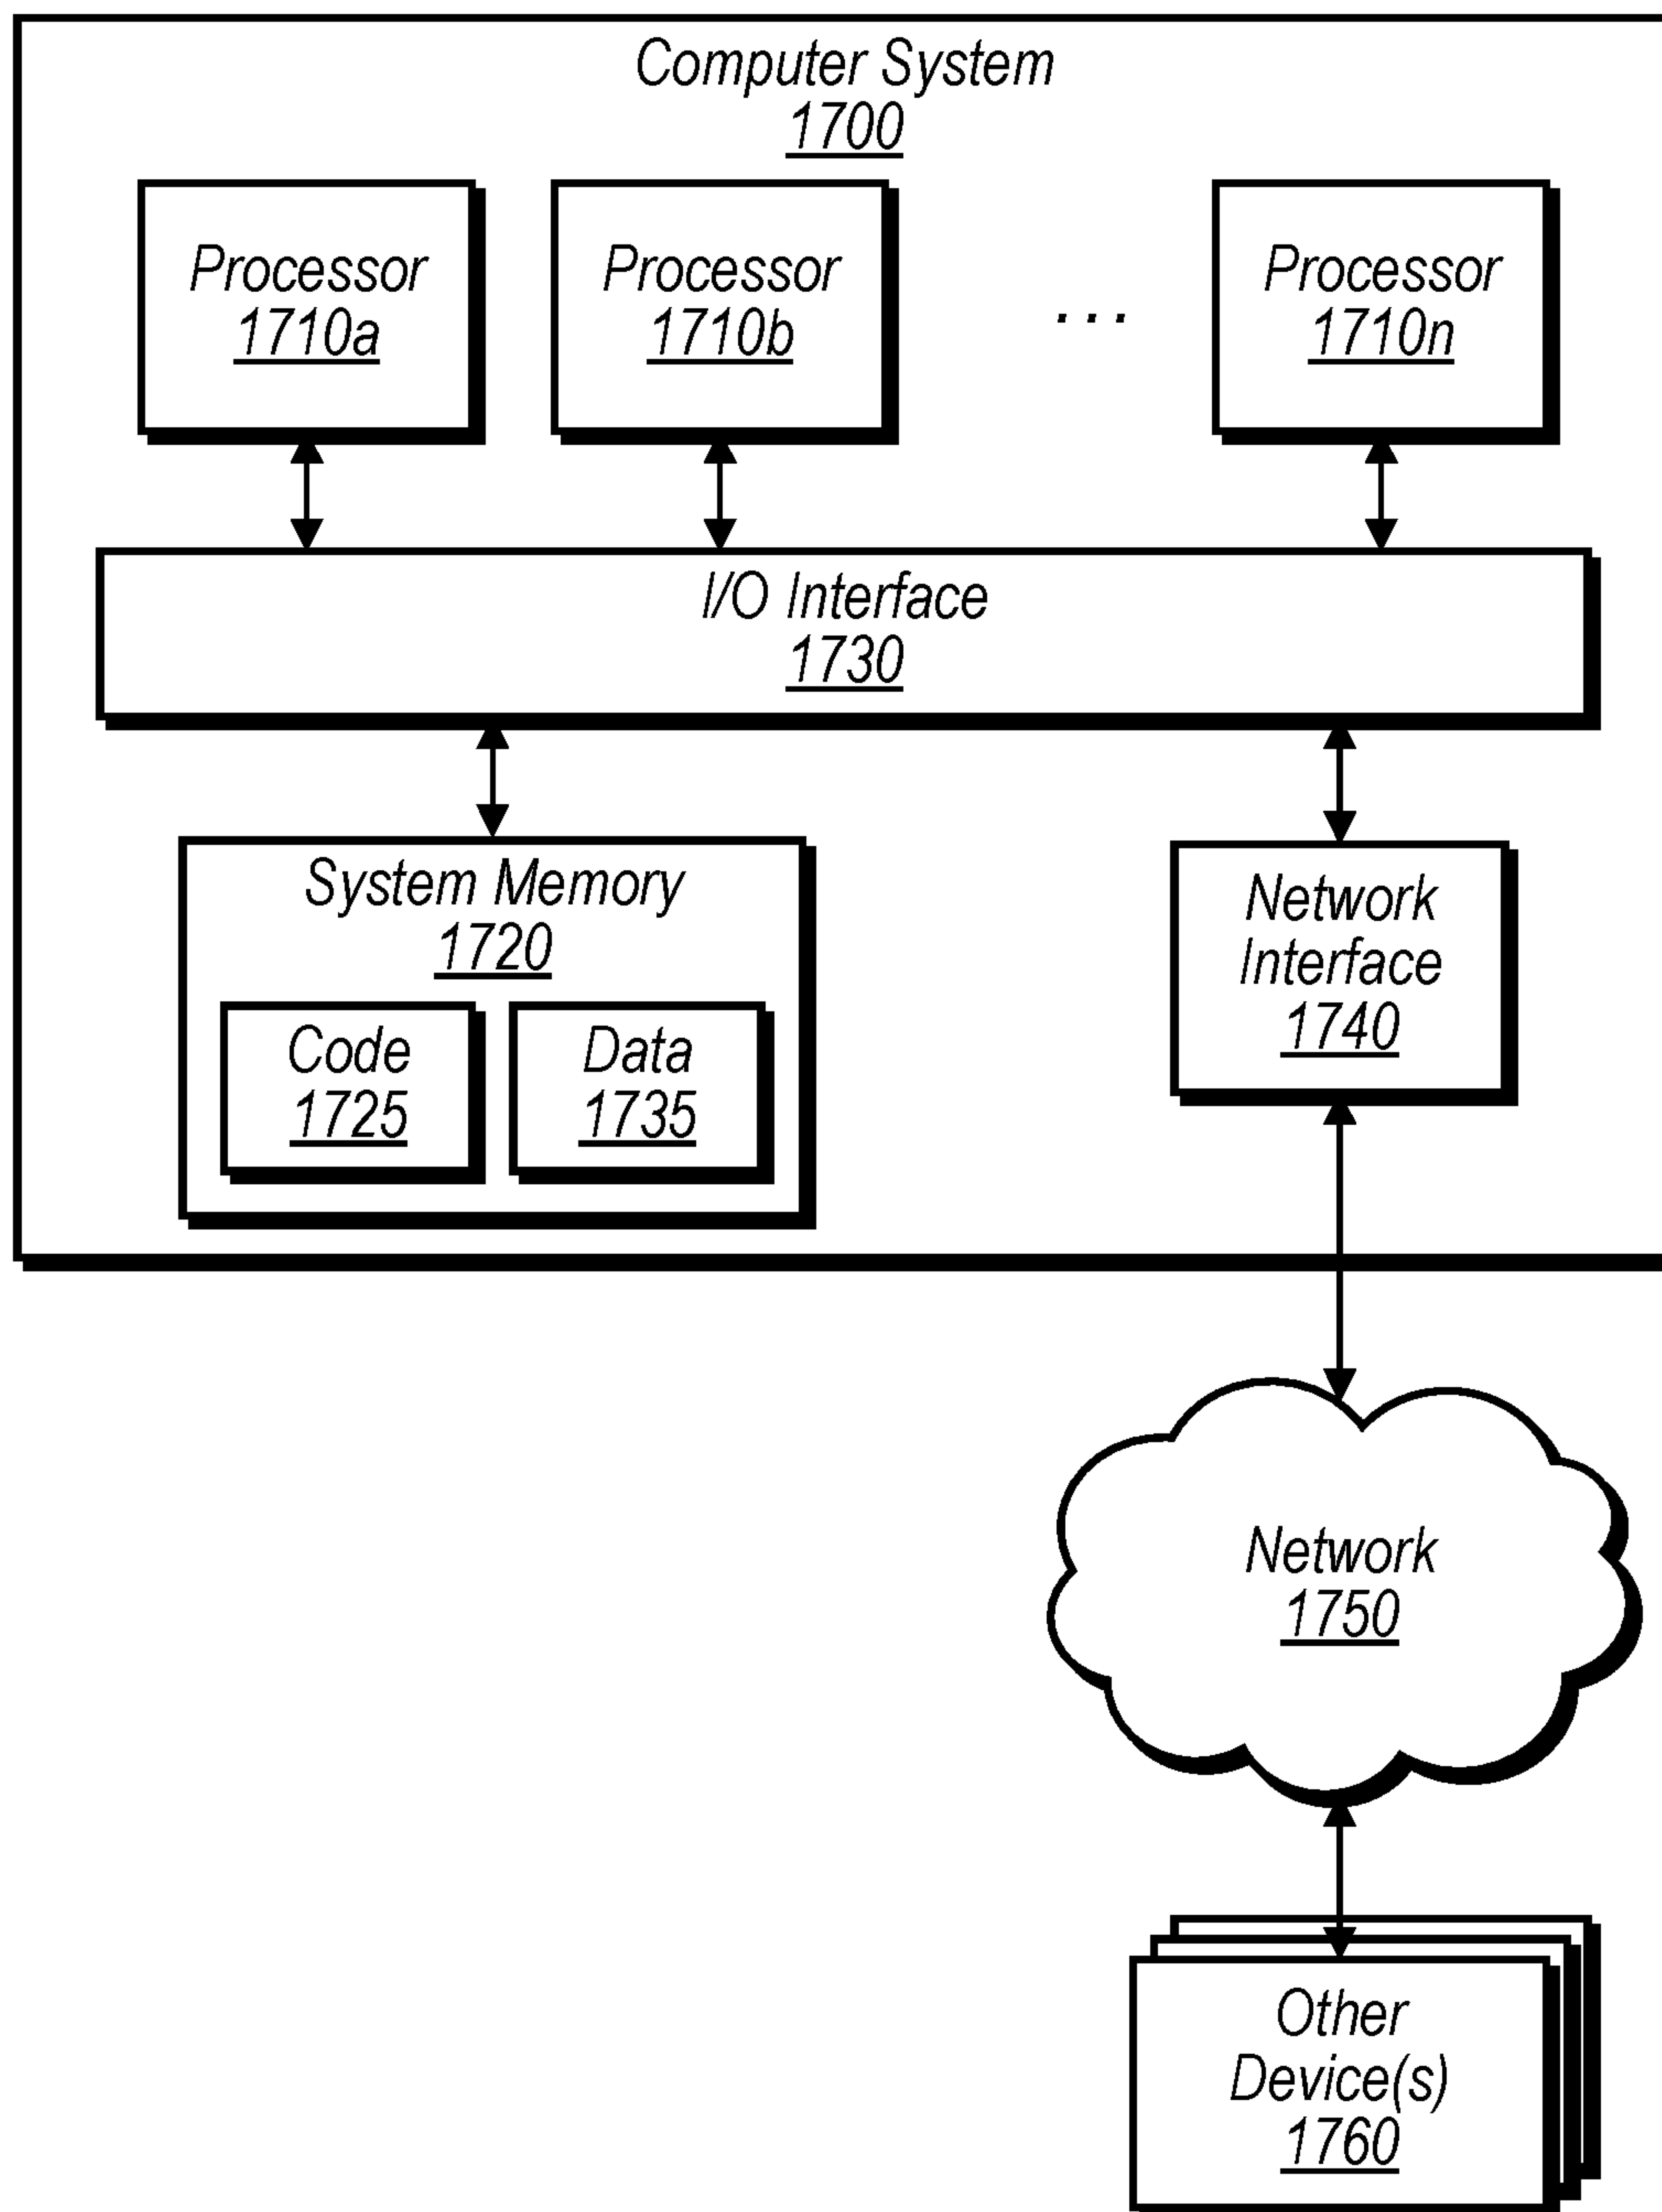 Computer System
1700
Processor
1710a
Processor
1710b
...
Processor
1710n
I/O Interface
1730
System Memory
1720
Code
1725
Data
1735
Network
Interface
1740
Network
1750
Other
Device(s)
1760